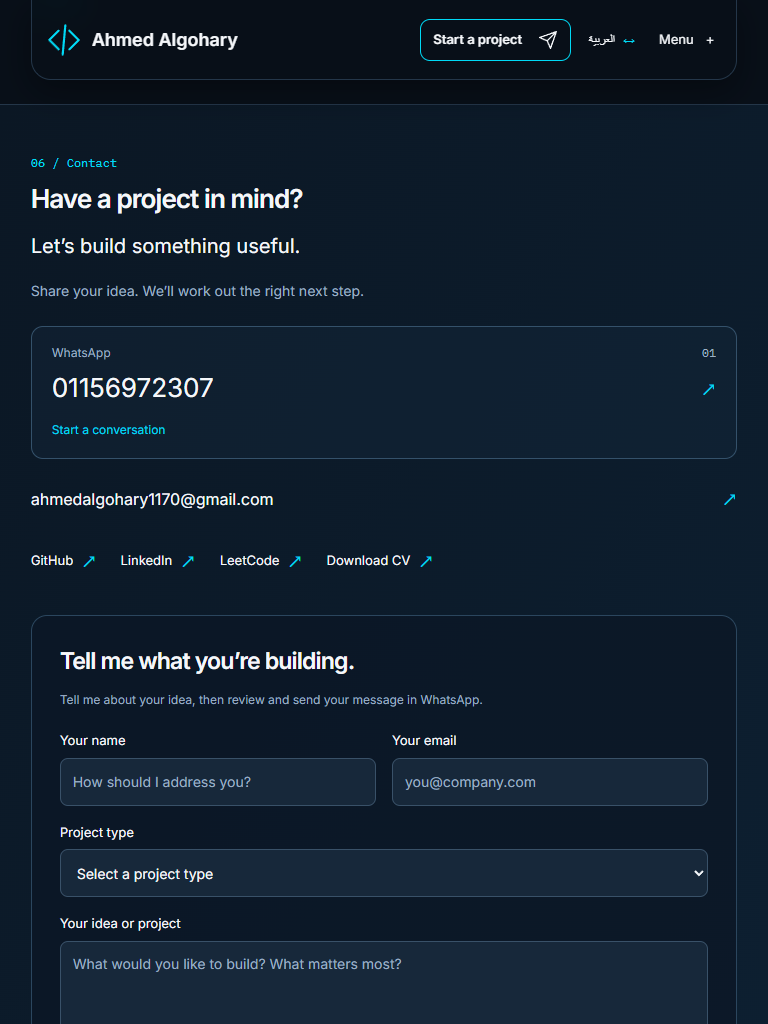 Ahmed Algohary
Start a project
العربية ↔
Menu +
06 / Contact
Have a project in mind?
Let’s build something useful.
Share your idea. We’ll work out the right next step.
WhatsApp
01
01156972307 ↗
Start a conversation
ahmedalgohary1170@gmail.com ↗
GitHub ↗ LinkedIn ↗ LeetCode ↗ Download CV ↗
Tell me what you’re building.
Tell me about your idea, then review and send your message in WhatsApp.
Your name
Your email
How should I address you?
you@company.com
Project type
Select a project type
Your idea or project
What would you like to build? What matters most?